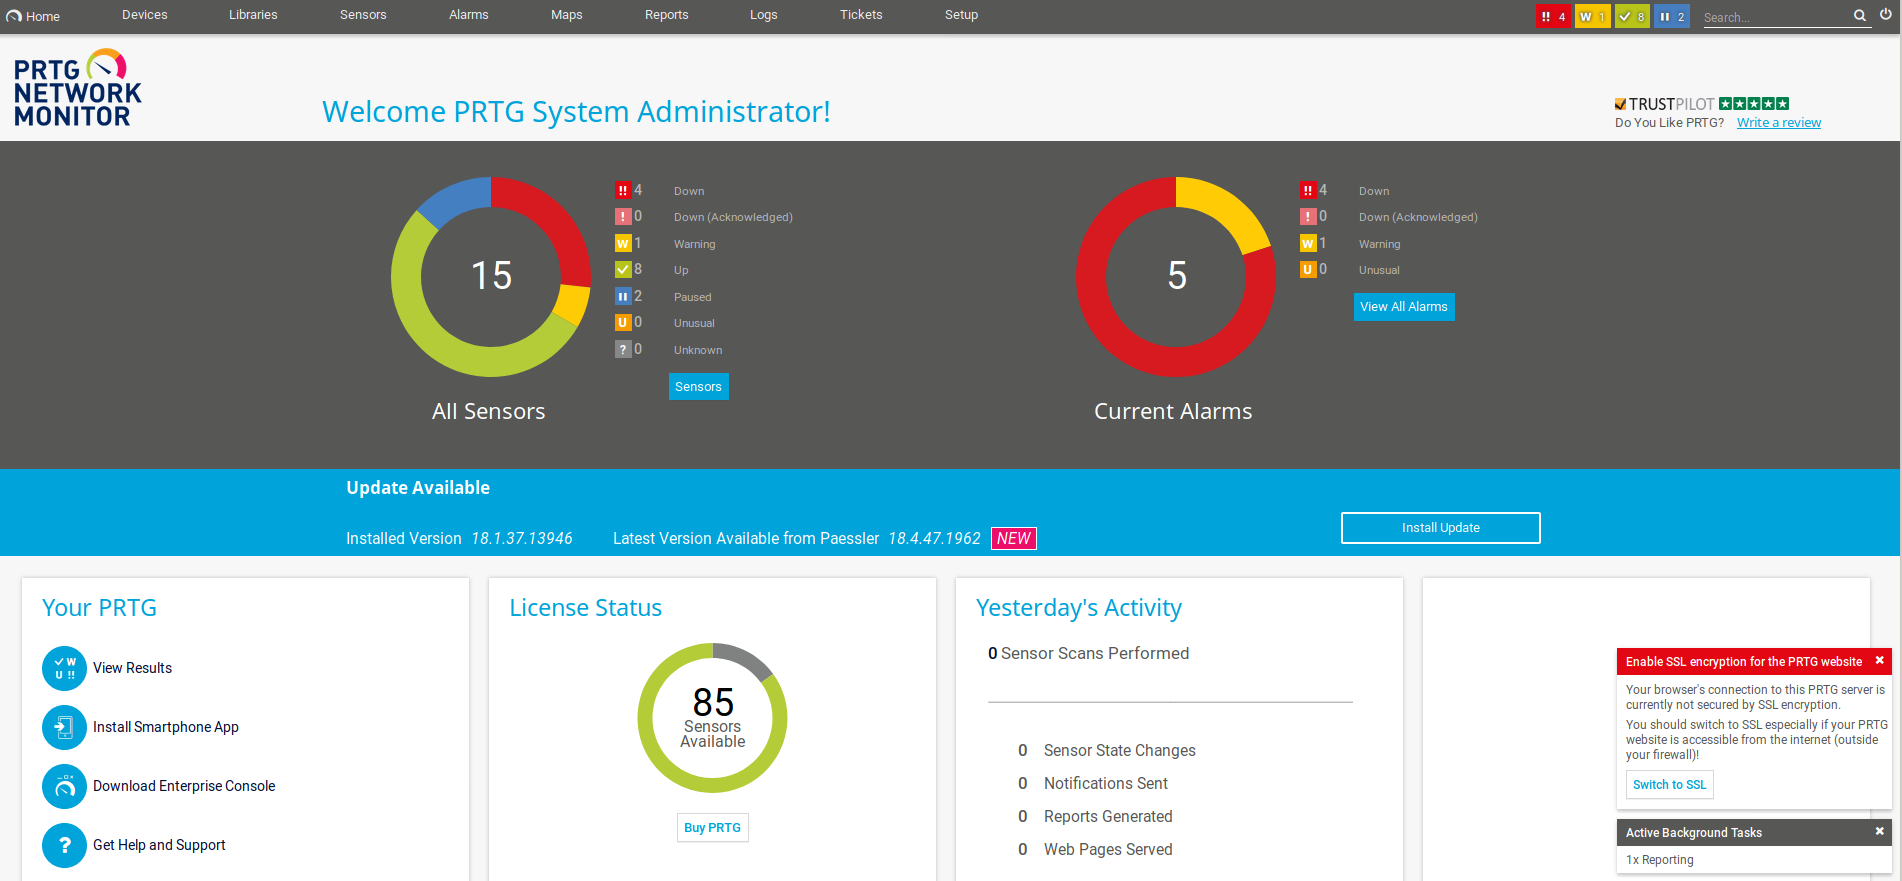 Home Devices Libraries Sensors Alarms Maps Reports Logs Tickets Setup !! 4 W 1 8 2 Search...
PRTG
NETWORK
MONITOR
Welcome PRTG System Administrator!
TRUSTPILOT
Do You Like PRTG? Write a review
15
!! 4 Down
! 0 Down (Acknowledged)
W 1 Warning
8 Up
2 Paused
U 0 Unusual
? 0 Unknown
Sensors
All Sensors
5
!! 4 Down
! 0 Down (Acknowledged)
W 1 Warning
U 0 Unusual
View All Alarms
Current Alarms
Update Available
Installed Version 18.1.37.13946 Latest Version Available from Paessler 18.4.47.1962 NEW
Install Update
Your PRTG
W
U !!
View Results
Install Smartphone App
Download Enterprise Console
? Get Help and Support
License Status
85
Sensors
Available
Buy PRTG
Yesterday's Activity
0 Sensor Scans Performed
0 Sensor State Changes
0 Notifications Sent
0 Reports Generated
0 Web Pages Served
Enable SSL encryption for the PRTG website
Your browser's connection to this PRTG server is
currently not secured by SSL encryption.
You should switch to SSL especially if your PRTG
website is accessible from the internet (outside
your firewall)!
Switch to SSL
Active Background Tasks
1x Reporting